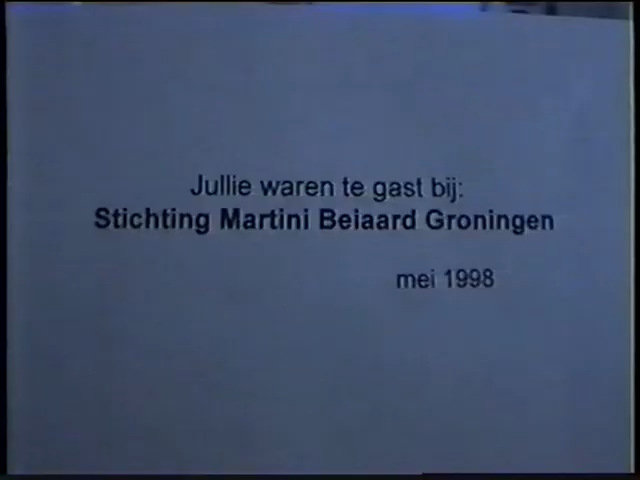 Jullie waren te gast bij:
Stichting Martini Beiaard Groningen
mei 1998